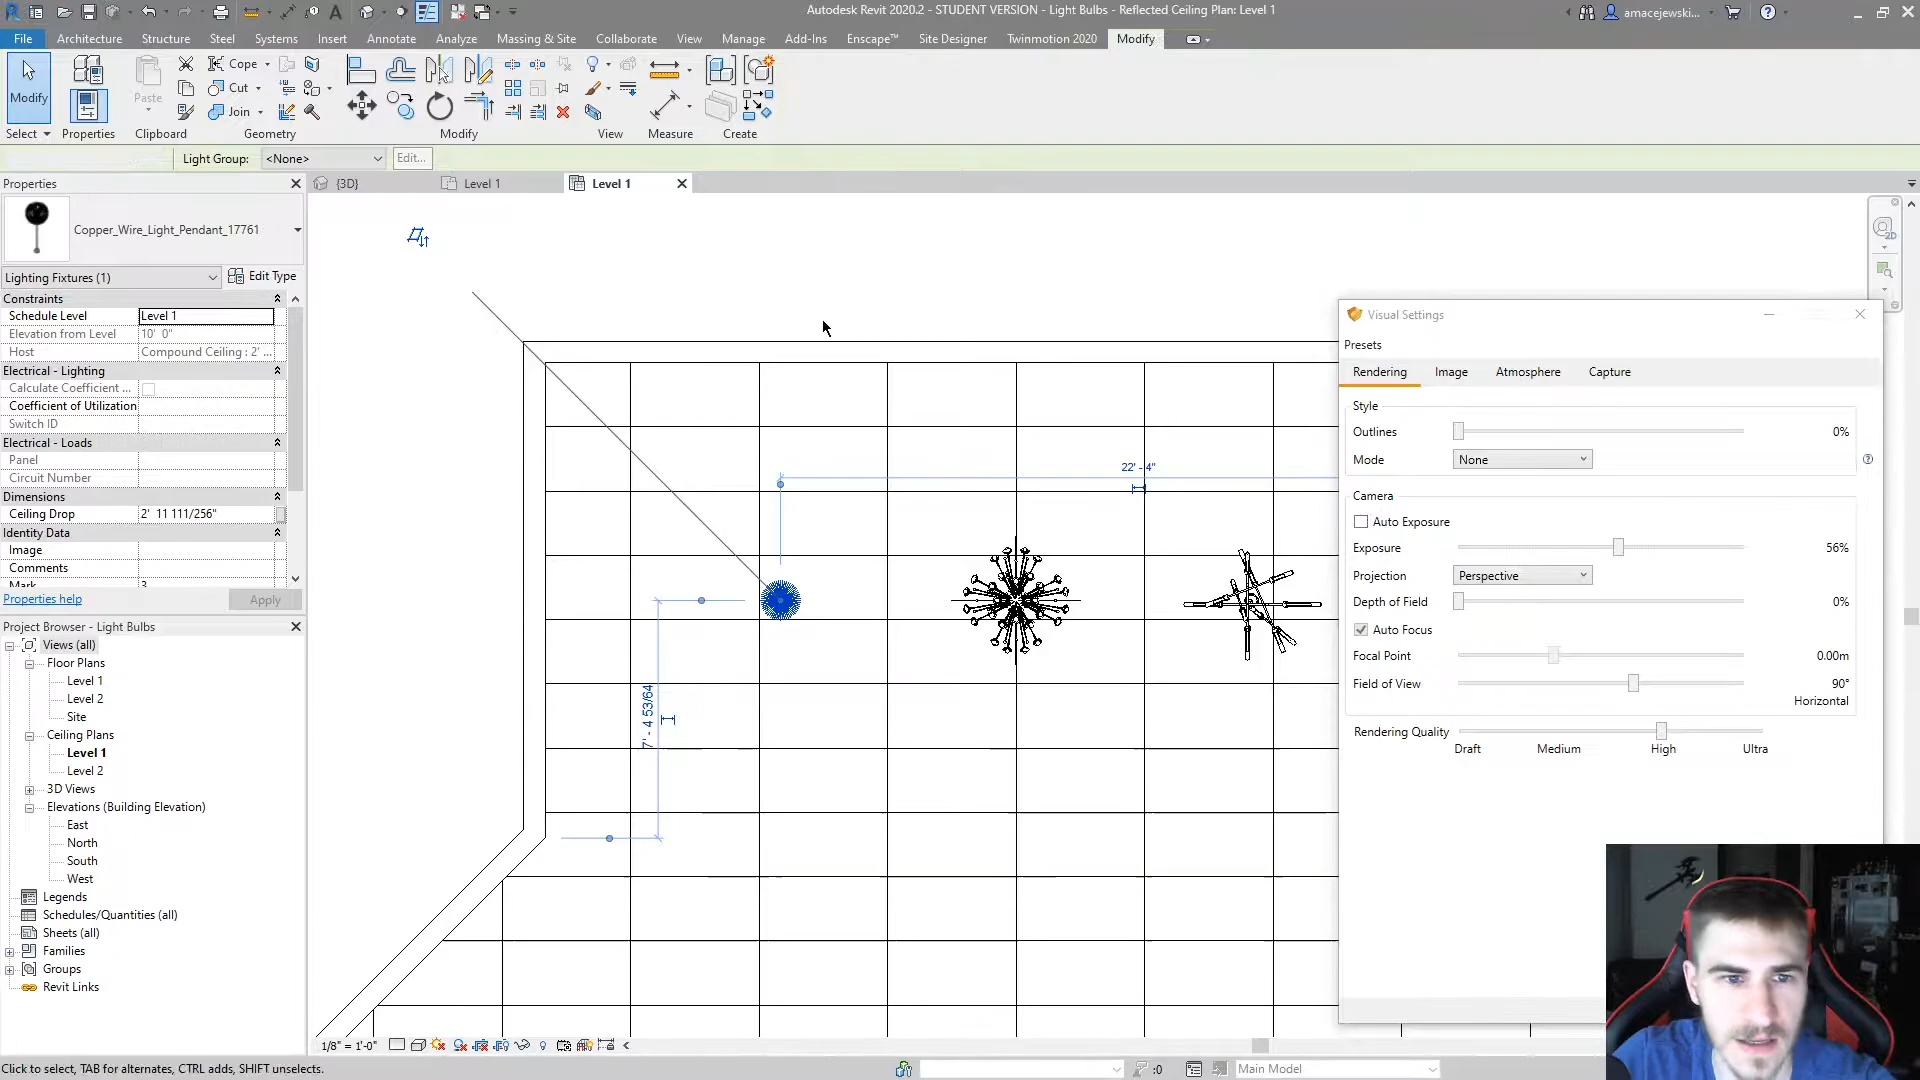 Autodesk Revit 2020.2 - STUDENT VERSION - Light Bulbs - Reflected Ceiling Plan: Level 1
amacejewski...
File Architecture Structure Steel Systems Insert Annotate Analyze Massing & Site Collaborate View Manage Add-Ins Enscape™ Site Designer Twinmotion 2020 Modify
Modify
Paste
Cope
Cut
Join
Select Properties Clipboard Geometry Modify View Measure Create
Light Group: <None> Edit...
Properties
{3D} Level 1 Level 1
Copper_Wire_Light_Pendant_17761
Lighting Fixtures (1) Edit Type
Constraints
Schedule Level Level 1
Elevation from Level 10' 0"
Host Compound Ceiling : 2' ...
Electrical - Lighting
Calculate Coefficient ...
Coefficient of Utilization
Switch ID
Electrical - Loads
Panel
Circuit Number
Dimensions
Ceiling Drop 2' 11 111/256"
Identity Data
Image
Comments
Mark 3
Properties help Apply
Project Browser - Light Bulbs
Views (all)
Floor Plans
Level 1
Level 2
Site
Ceiling Plans
Level 1
Level 2
3D Views
Elevations (Building Elevation)
East
North
South
West
Legends
Schedules/Quantities (all)
Sheets (all)
Families
Groups
Revit Links
22' - 4"
7' - 4 53/64
Visual Settings
Presets
Rendering Image Atmosphere Capture
Style
Outlines 0%
Mode None
Camera
Auto Exposure
Exposure 56%
Projection Perspective
Depth of Field 0%
Auto Focus
Focal Point 0.00m
Field of View 90°
Horizontal
Rendering Quality
Draft Medium High Ultra
2D
1/8" = 1'-0"
Click to select, TAB for alternates, CTRL adds, SHIFT unselects.
:0
Main Model